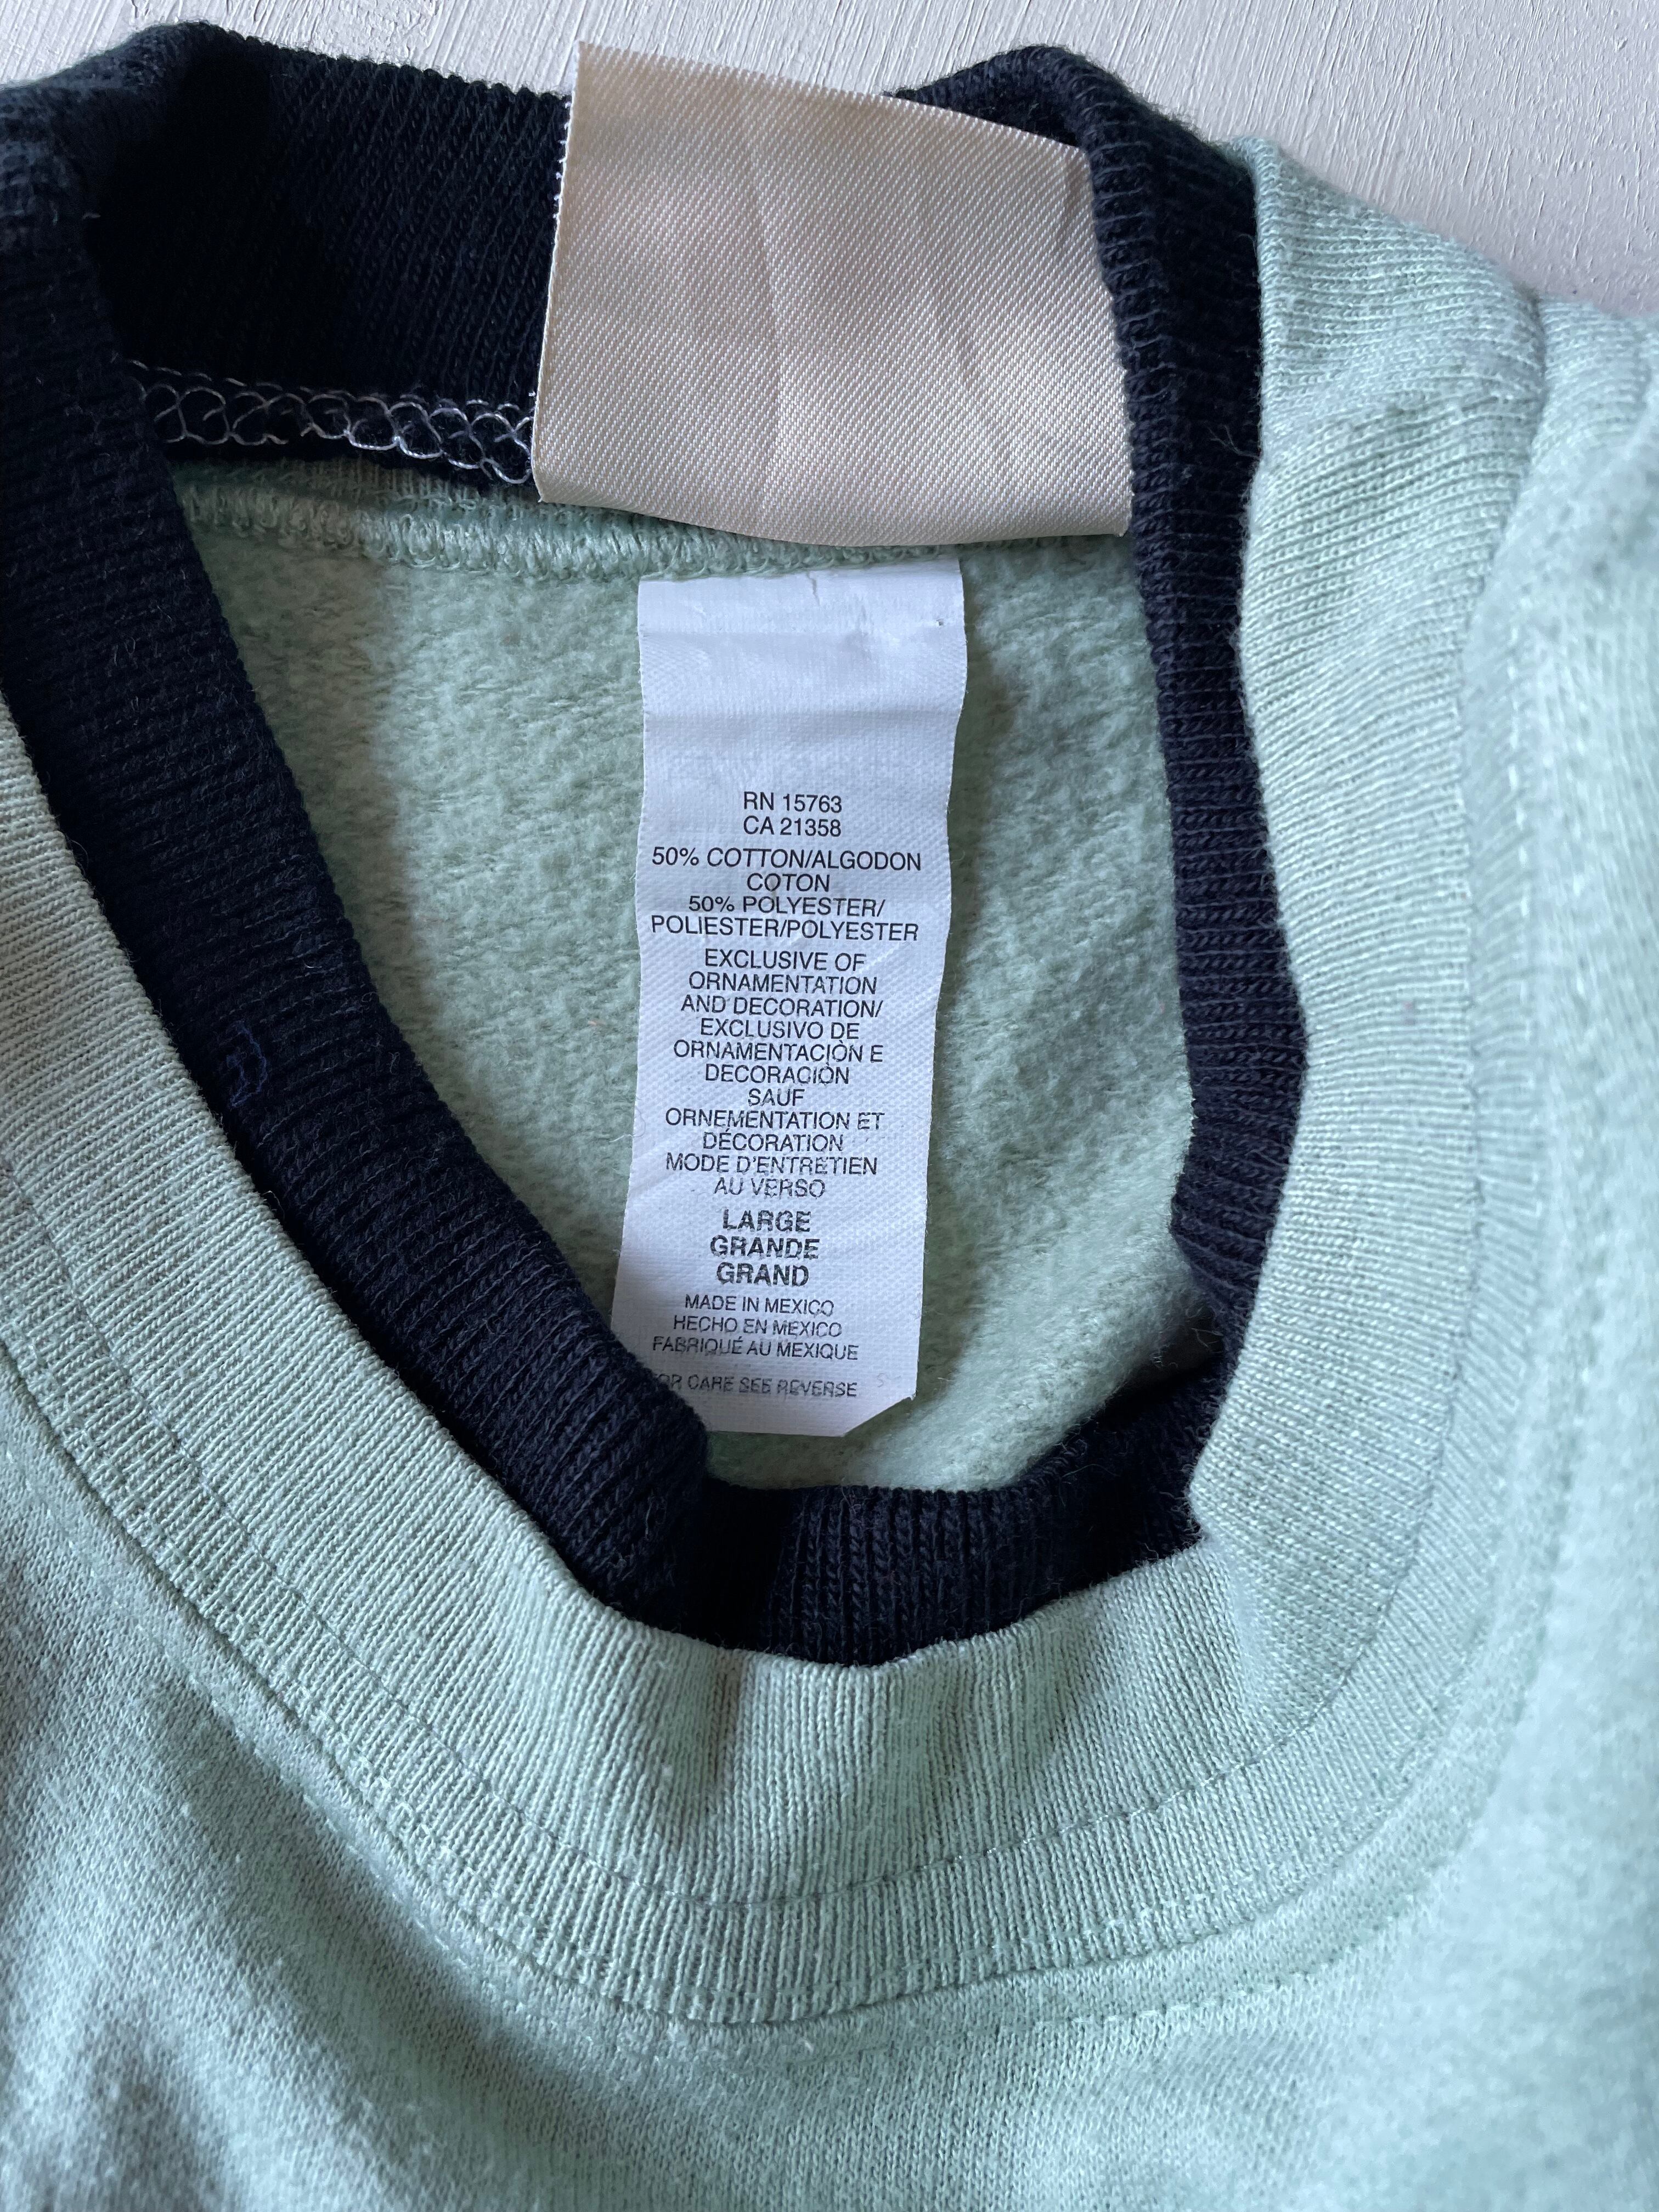 RN 15763
CA 21358
50% COTTON/ALGODON
COTON
50% POLYESTER/
POLIESTER/POLYESTER
EXCLUSIVE OF
ORNAMENTATION
AND DECORATION/
EXCLUSIVO DE
ORNAMENTACIÒN E
DECORACIÒN
SAUF
ORNEMENTATION ET
DÉCORATION
MODE D'ENTRETIEN
AU VERSO
LARGE
GRANDE
GRAND
MADE IN MEXICO
HECHO EN MEXICO
FABRIQUÉ AU MEXIQUE
OR CARE SEE REVERSE